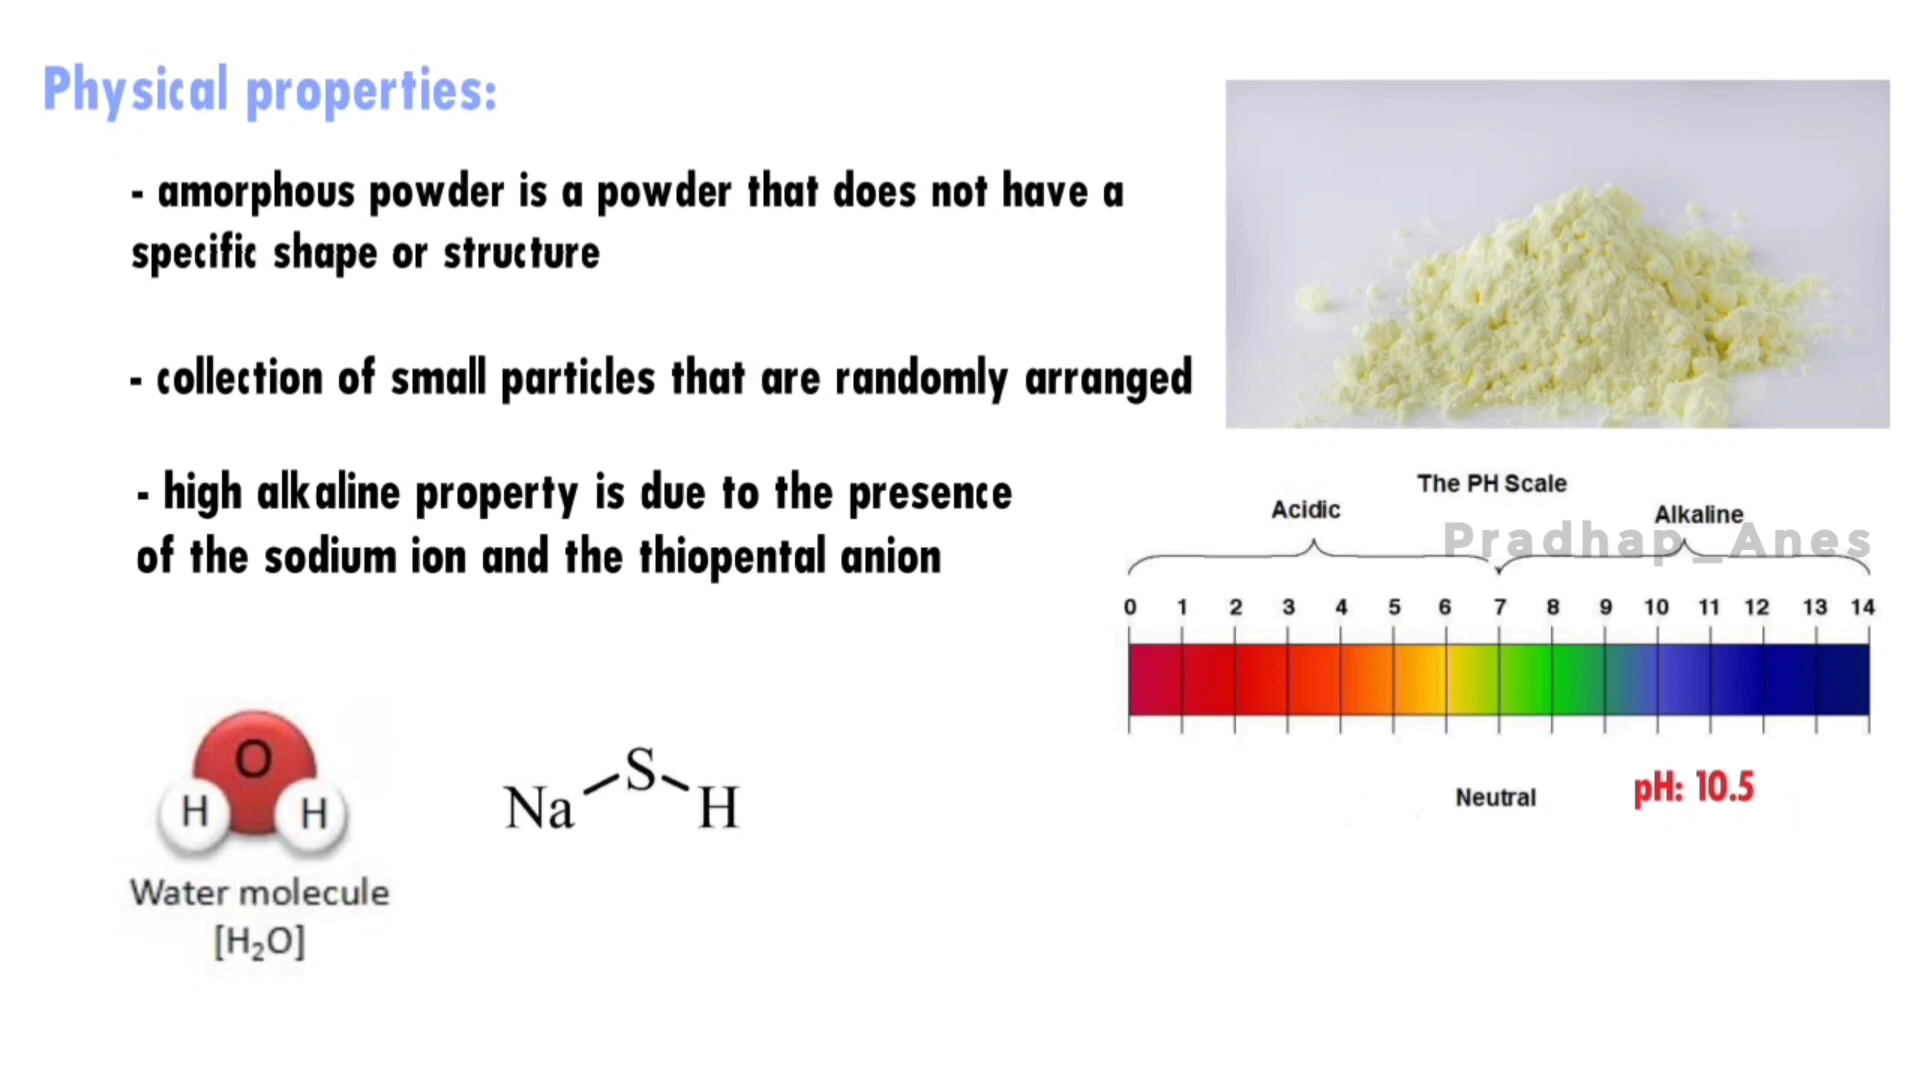 Physical properties:
- amorphous powder is a powder that does not have a
specific shape or structure
- collection of small particles that are randomly arranged
- high alkaline property is due to the presence
of the sodium ion and the thiopental anion
The PH Scale
Acidic
Alkaline
Pradhap_Anes
0 1 2 3 4 5 6 7 8 9 10 11 12 13 14
Neutral
pH: 10.5
O
H H
Water molecule
[H₂O]
Na S H